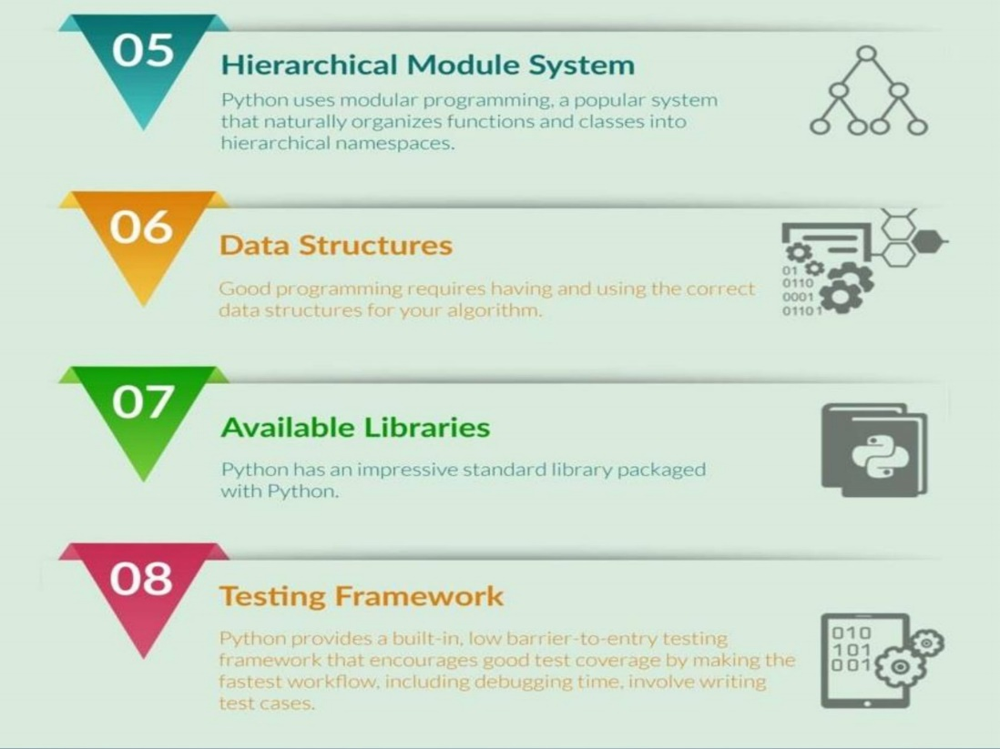 05
Hierarchical Module System
Python uses modular programming, a popular system
that naturally organizes functions and classes into
hierarchical namespaces.
06
Data Structures
Good programming requires having and using the correct
data structures for your algorithm.
01
0110
0001
01101
07
Available Libraries
Python has an impressive standard library packaged
with Python.
08
Testing Framework
Python provides a built-in, low barrier-to-entry testing
framework that encourages good test coverage by making the
fastest workflow, including debugging time, involve writing
test cases.
010
101
001